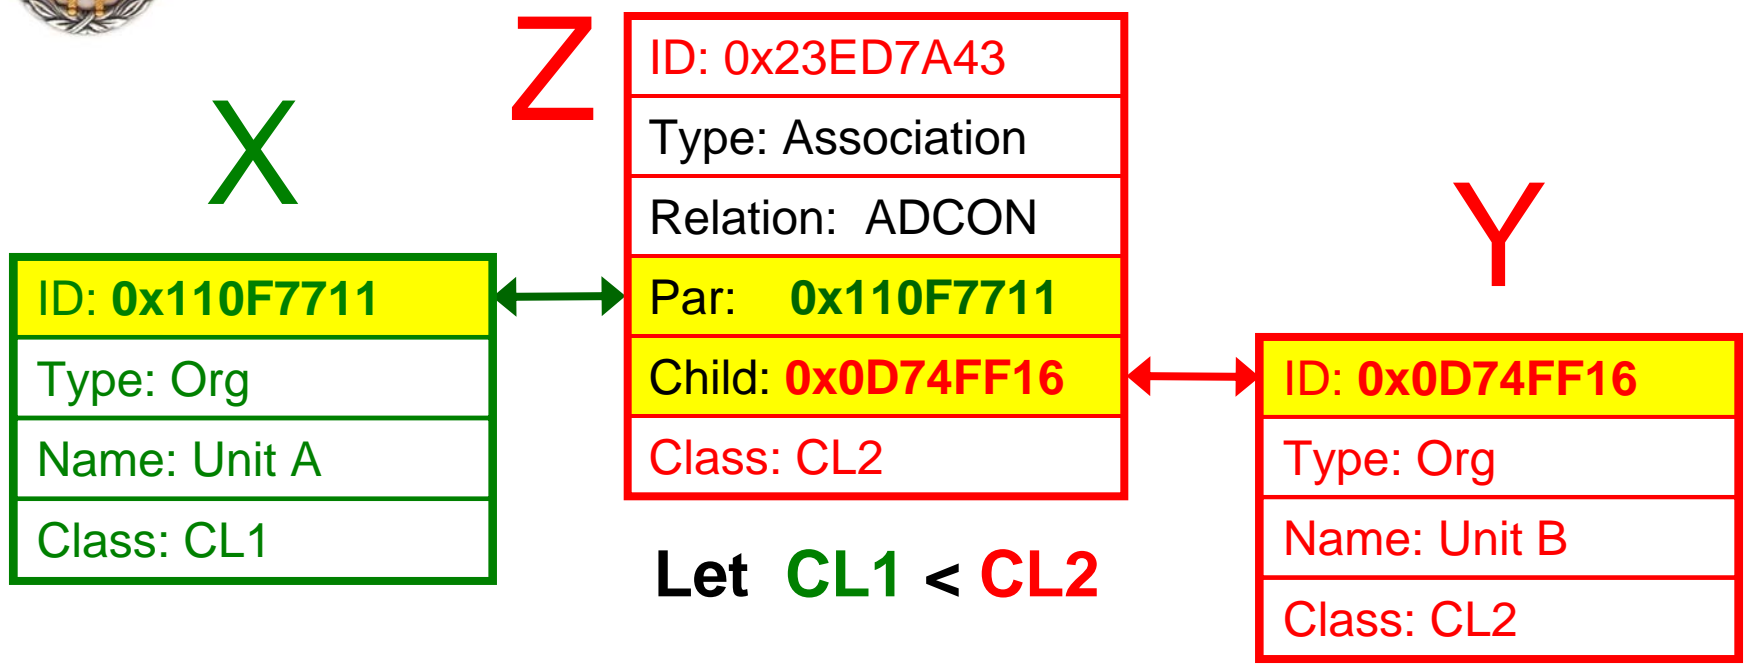 X
ID: 0x110F7711
Type: Org
Name: Unit A
Class: CL1
Z
ID: 0x23ED7A43
Type: Association
Relation: ADCON
Par: 0x110F7711
Child: 0x0D74FF16
Class: CL2
Let CL1 < CL2
Y
ID: 0x0D74FF16
Type: Org
Name: Unit B
Class: CL2